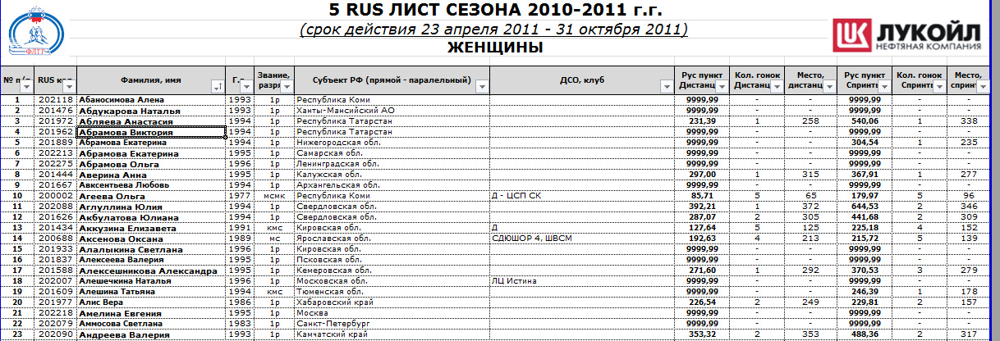 5 RUS ЛИСТ СЕЗОНА 2010-2011 г.г.
(срок действия 23 апреля 2011 - 31 октября 2011)
ЖЕНЩИНЫ
ФЛГР
ЛУКОЙЛ
НЕФТЯНАЯ КОМПАНИЯ
№ п/ RUS Фамилия, имя Г. Звание, разря Субъект РФ (прямой - паралельный) ДСО, клуб Рус пункт Дистанц Кол. гонок Дистанц Место, дистанц Рус пункт Спринт Кол. гонок Спринт Место, спринт
1 202118 Абаносимова Алена 1993 1р Республика Коми 9999,99 - - 9999,99 - -
2 201476 Абдукарова Наталья 1993 1р Ханты-Мансийский АО 9999,99 - - 9999,99 - -
3 201972 Абляева Анастасия 1994 1р Республика Татарстан 231,39 1 258 540,06 1 338
4 201962 Абрамова Виктория 1994 1р Республика Татарстан 9999,99 - - 9999,99 - -
5 201889 Абрамова Екатерина 1994 1р Нижегородская обл. 9999,99 - - 304,54 1 235
6 202213 Абрамова Екатерина 1995 1р Самарская обл. 9999,99 - - 9999,99 - -
7 202275 Абрамова Ольга 1996 1р Ленинградская обл. 9999,99 - - 9999,99 - -
8 201444 Аверина Анна 1995 1р Калужская обл. 297,00 1 315 367,91 1 277
9 201667 Авксентьева Любовь 1994 1р Архангельская обл. 9999,99 - - 9999,99 - -
10 200002 Агеева Ольга 1977 мсмк Республика Коми Д - ЦСП СК 85,71 5 65 179,97 5 96
11 202088 Аглуллина Юлия 1994 1р Свердловская обл. 392,21 1 372 644,53 2 346
12 201626 Акбулатова Юлиана 1994 1р Свердловская обл. 287,07 2 305 441,68 2 309
13 201434 Аккузина Елизавета 1991 кмс Кировская обл. Д 127,64 5 125 225,18 4 152
14 200688 Аксенова Оксана 1989 мс Ярославская обл. СДЮШОР 4, ШВСМ 192,63 4 213 215,72 5 139
15 201933 Алалыкина Светлана 1996 1р Кировская обл. 9999,99 - - 9999,99 - -
16 201837 Алексеева Валерия 1995 1р Псковская обл. 9999,99 - - 9999,99 - -
17 201588 Алексешникова Александра 1995 1р Кемеровская обл. 271,60 1 292 370,53 3 279
18 202007 Алешечкина Наталья 1996 1р Московская обл. ЛЦ Истина 9999,99 - - 9999,99 - -
19 201609 Алешина Татьяна 1994 кмс Тюменская обл. 9999,99 - - 246,39 1 178
20 201977 Алис Вера 1986 1р Хабаровский край 226,54 2 249 229,81 2 157
21 202218 Амелина Евгения 1995 1р Москва 9999,99 - - 9999,99 - -
22 202079 Аммосова Светлана 1983 1р Санкт-Петербург 9999,99 - - 9999,99 - -
23 202090 Андреева Валерия 1993 1р Камчатский край 353,32 2 353 488,36 2 317